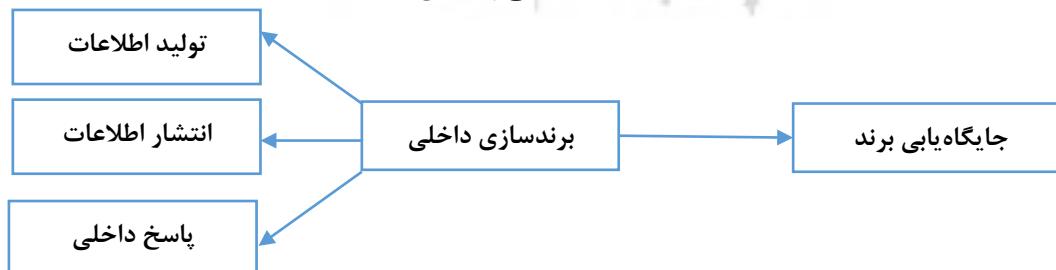 تولید اطلاعات
انتشار اطلاعات
برندسازی داخلی
جایگاه‌یابی برند
پاسخ داخلی